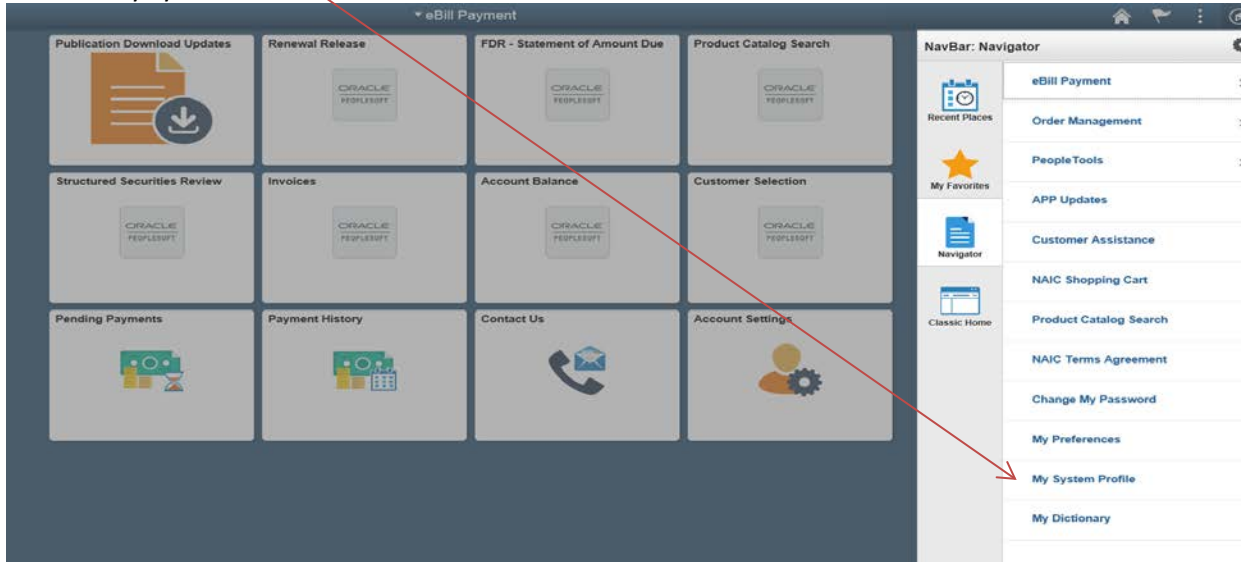 eBill Payment
Publication Download Updates
Renewal Release
FDR - Statement of Amount Due
Product Catalog Search
ORACLE
PEOPLESOFT
ORACLE
PEOPLESOFT
ORACLE
PEOPLESOFT
Structured Securities Review
Invoices
Account Balance
Customer Selection
ORACLE
PEOPLESOFT
ORACLE
PEOPLESOFT
ORACLE
PEOPLESOFT
ORACLE
PEOPLESOFT
Pending Payments
Payment History
Contact Us
Account Settings
NavBar: Navigator
Recent Places
My Favorites
Navigator
Classic Home
eBill Payment
Order Management
PeopleTools
APP Updates
Customer Assistance
NAIC Shopping Cart
Product Catalog Search
NAIC Terms Agreement
Change My Password
My Preferences
My System Profile
My Dictionary